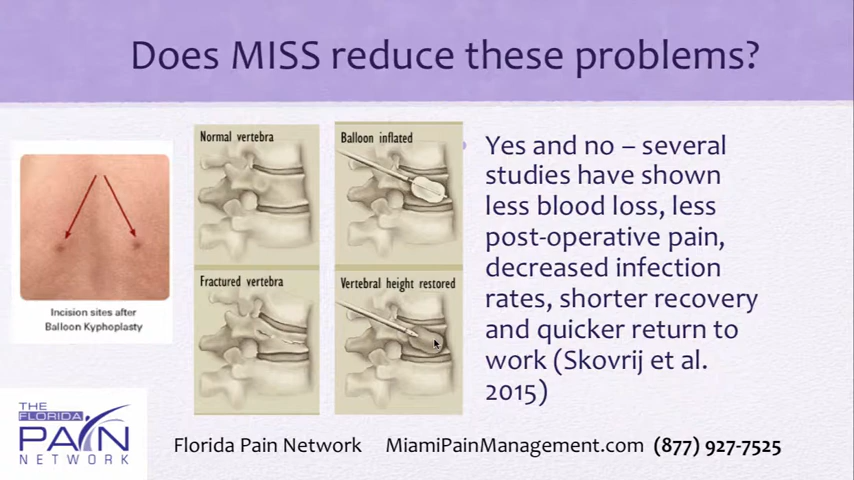 Does MISS reduce these problems?
Normal vertebra
Balloon inflated
Fractured vertebra
Vertebral height restored
Incision sites after
Balloon Kyphoplasty
Yes and no – several
studies have shown
less blood loss, less
post-operative pain,
decreased infection
rates, shorter recovery
and quicker return to
work (Skovrij et al.
2015)
THE
FLORIDA
PAIN
NETWORK
Florida Pain Network MiamiPainManagement.com (877) 927-7525